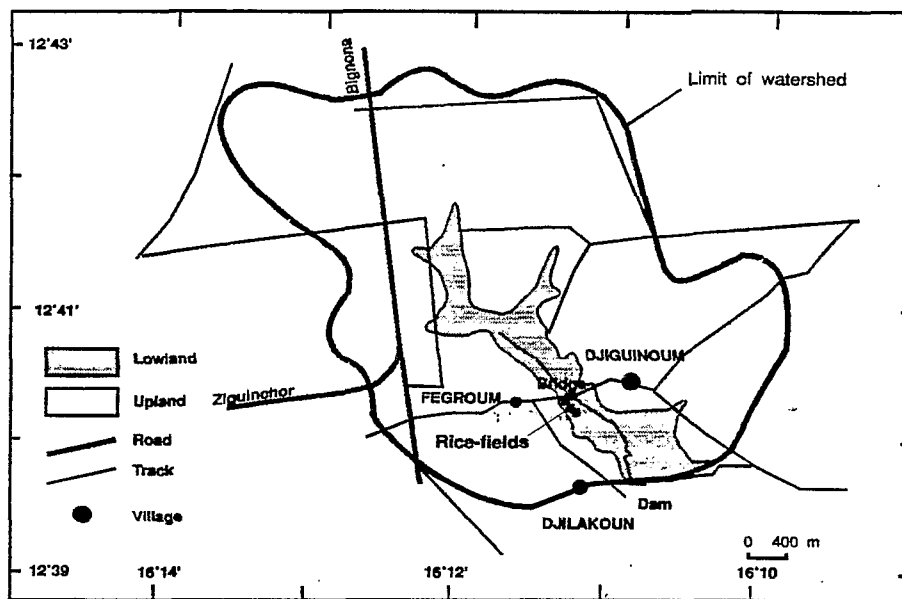 12°43'
Bignona
Limit of watershed
12°41'
Lowland
Upland
Road
Track
Village
Ziguinchor
FEGROUM
DJIGUINOUM
Bridge
Rice-fields
Dam
DJILAKOUN
0 400 m
12°39
16°14'
16°12'
16°10